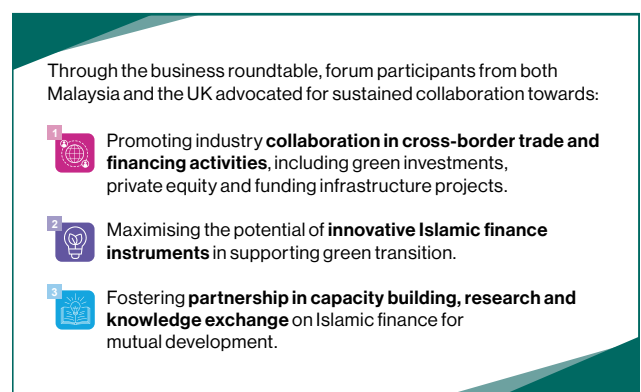 Through the business roundtable, forum participants from both
Malaysia and the UK advocated for sustained collaboration towards:
1
Promoting industry collaboration in cross-border trade and
financing activities, including green investments,
private equity and funding infrastructure projects.
2
Maximising the potential of innovative Islamic finance
instruments in supporting green transition.
3
Fostering partnership in capacity building, research and
knowledge exchange on Islamic finance for
mutual development.